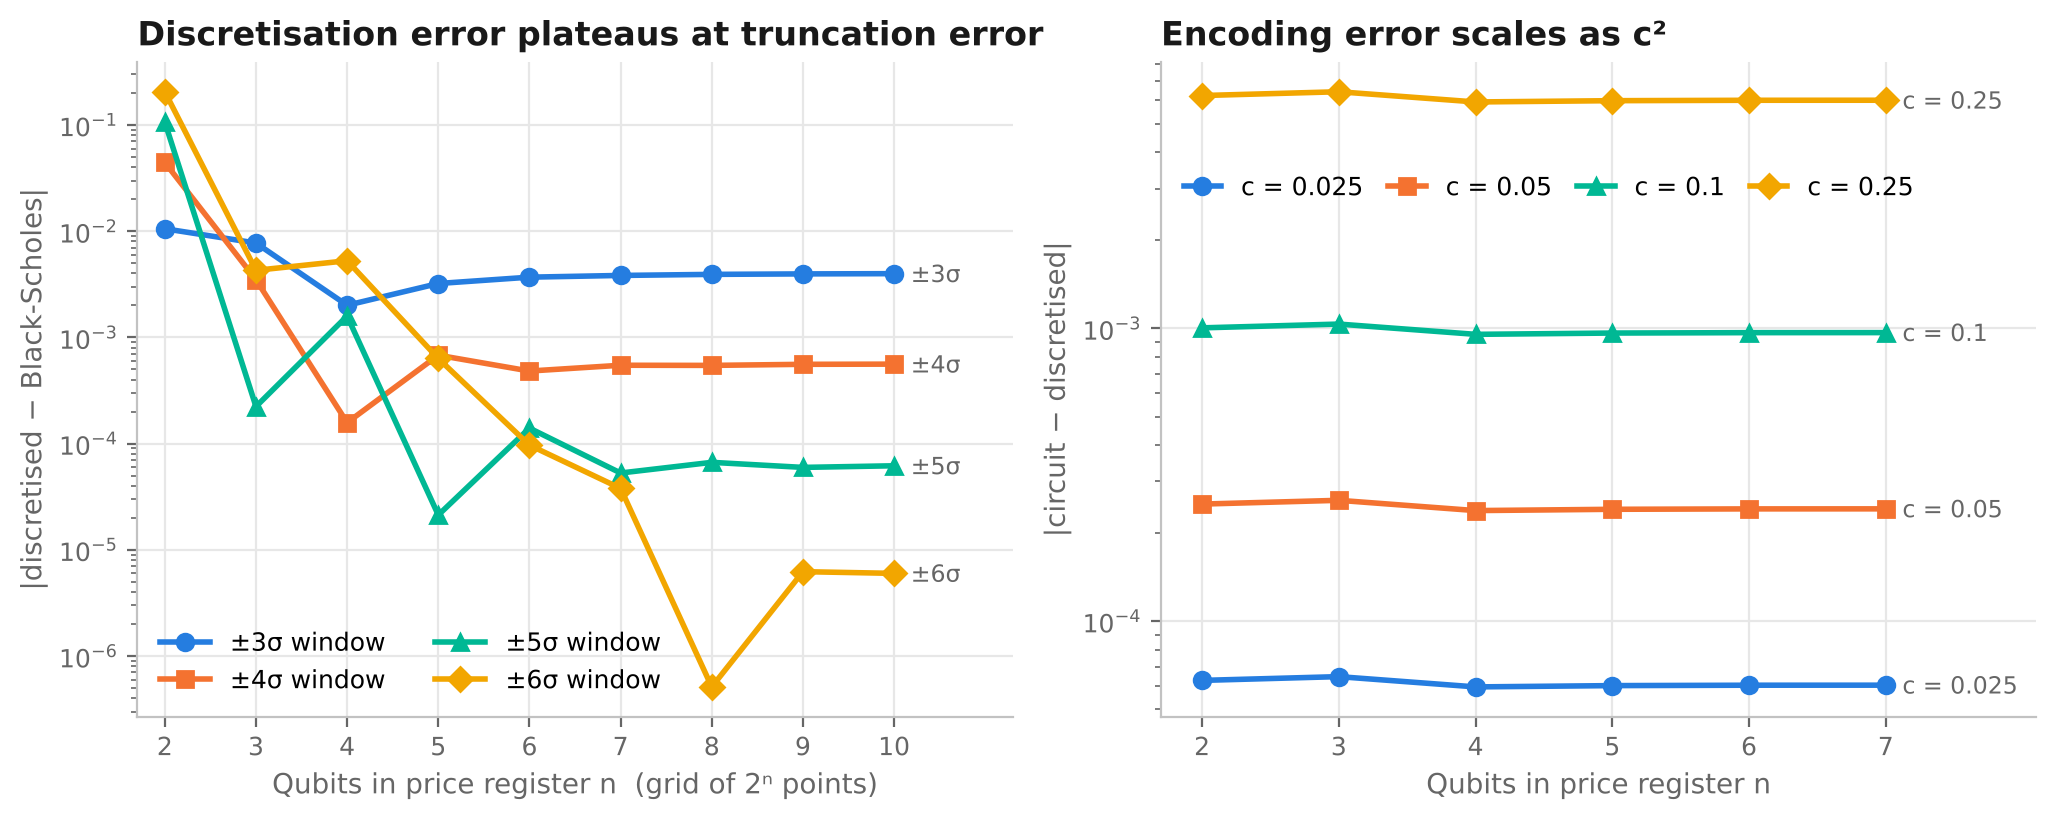 Discretisation error plateaus at truncation error
|discretised − Black-Scholes|
10⁻¹
10⁻²
10⁻³
10⁻⁴
10⁻⁵
10⁻⁶
±3σ
±4σ
±5σ
±6σ
±3σ window
±4σ window
±5σ window
±6σ window
2 3 4 5 6 7 8 9 10
Qubits in price register n (grid of 2ⁿ points)
Encoding error scales as c²
|circuit − discretised|
10⁻³
10⁻⁴
c = 0.25
c = 0.025 c = 0.05 c = 0.1 c = 0.25
c = 0.1
c = 0.05
c = 0.025
2 3 4 5 6 7
Qubits in price register n